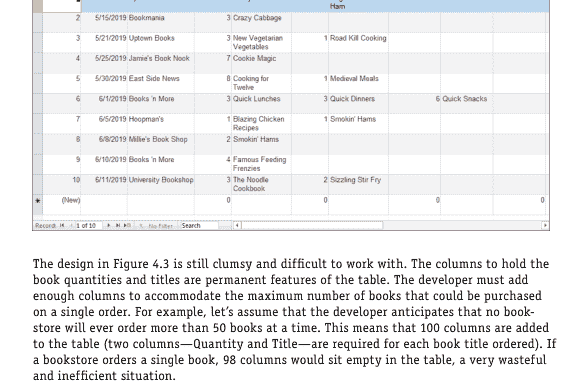 Ham
2 5/15/2019 Bookmania 3 Crazy Cabbage
3 5/21/2019 Uptown Books 3 New Vegetarian 1 Road Kill Cooking
Vegetables
4 5/25/2019 Jamie's Book Nook 7 Cookie Magic
5 5/30/2019 East Side News 8 Cooking for 1 Medieval Meals
Twelve
6 6/1/2019 Books 'n More 3 Quick Lunches 3 Quick Dinners 6 Quick Snacks
7 6/5/2019 Hoopman's 1 Blazing Chicken 1 Smokin' Hams
Recipes
8 6/8/2019 Millie's Book Shop 2 Smokin' Hams
9 6/10/2019 Books 'n More 4 Famous Feeding
Frenzies
10 6/11/2019 University Bookshop 3 The Noodle 2 Sizzling Stir Fry
Cookbook
* (New) 0 0 0 0
Record: 1 of 10 No Filter Search
The design in Figure 4.3 is still clumsy and difficult to work with. The columns to hold the
book quantities and titles are permanent features of the table. The developer must add
enough columns to accommodate the maximum number of books that could be purchased
on a single order. For example, let's assume that the developer anticipates that no book-
store will ever order more than 50 books at a time. This means that 100 columns are added
to the table (two columns—Quantity and Title—are required for each book title ordered). If
a bookstore orders a single book, 98 columns would sit empty in the table, a very wasteful
and inefficient situation.